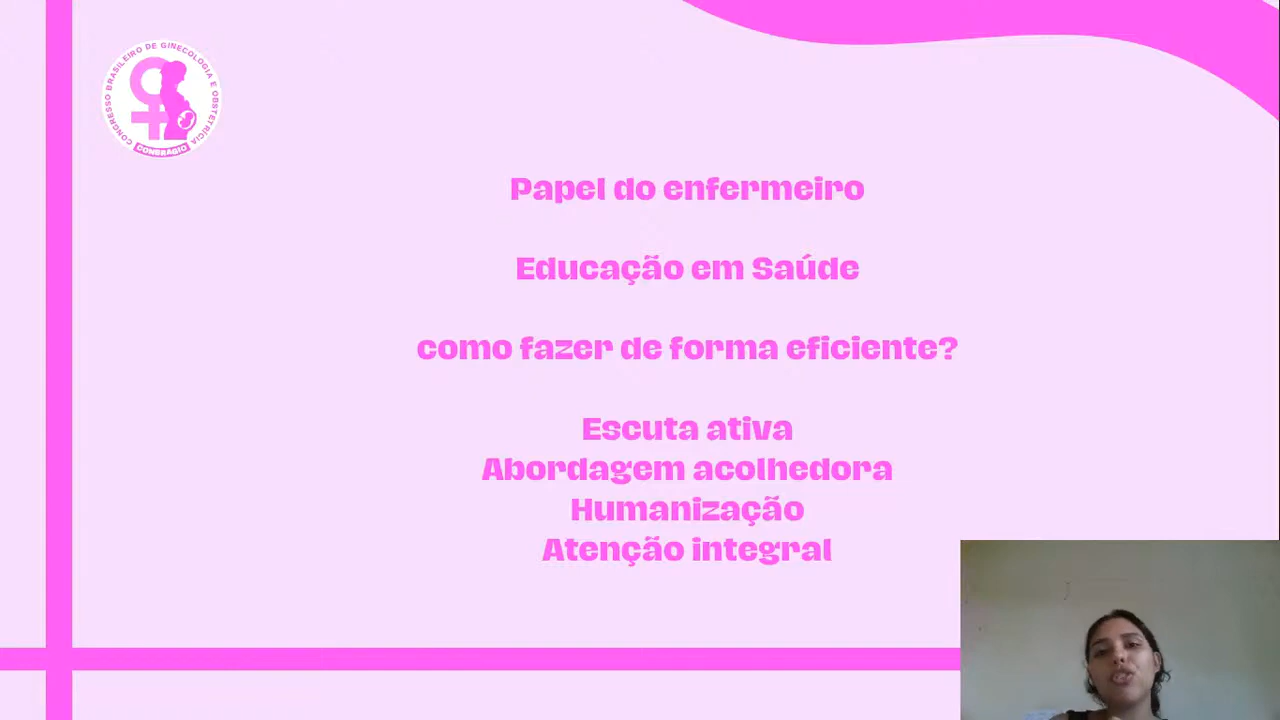 CONGRESSO BRASILEIRO DE GINECOLOGIA E OBSTETRÍCIA
CONBRAGIO
Papel do enfermeiro
Educação em Saúde
como fazer de forma eficiente?
Escuta ativa
Abordagem acolhedora
Humanização
Atenção integral